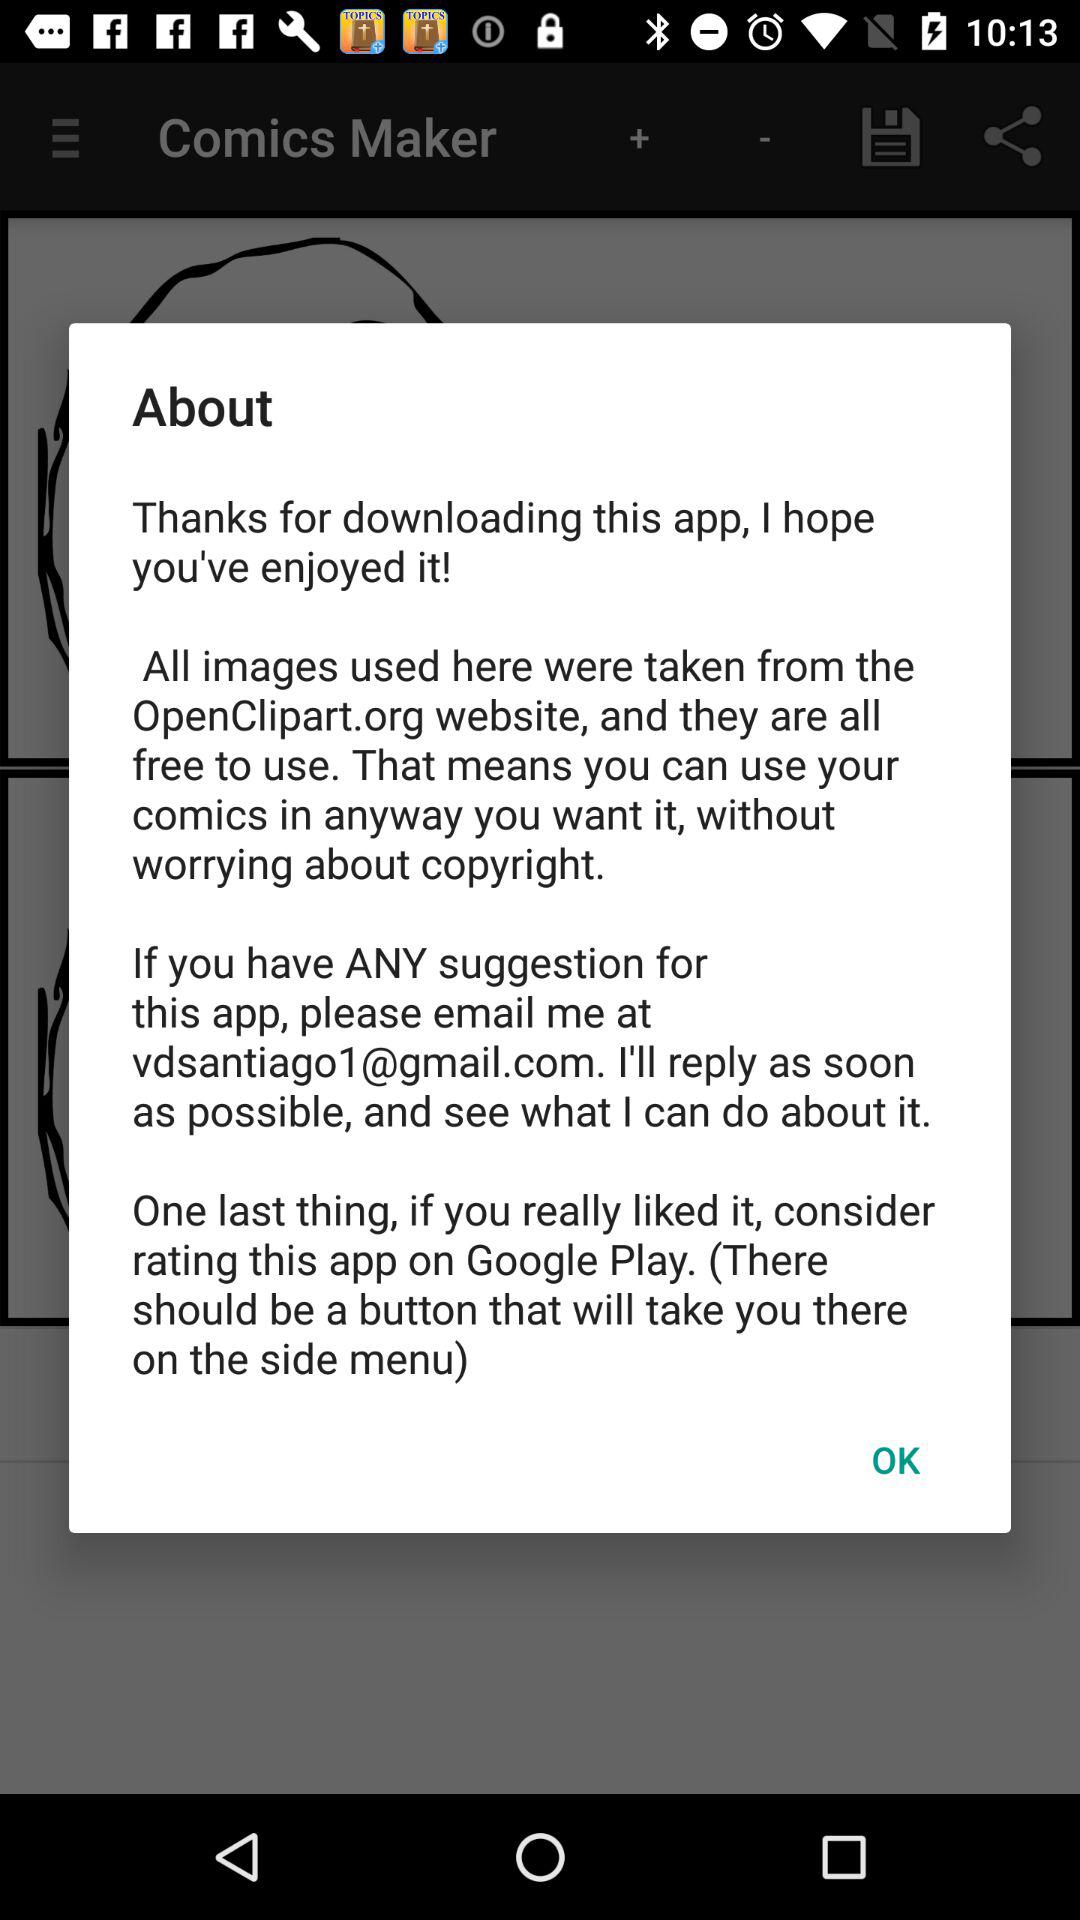 TOPICS TOPICS 10:13
Comics Maker + -
About
Thanks for downloading this app, I hope
you've enjoyed it!
All images used here were taken from the
OpenClipart.org website, and they are all
free to use. That means you can use your
comics in anyway you want it, without
worrying about copyright.
If you have ANY suggestion for
this app, please email me at
vdsantiago1@gmail.com. I'll reply as soon
as possible, and see what I can do about it.
One last thing, if you really liked it, consider
rating this app on Google Play. (There
should be a button that will take you there
on the side menu)
OK